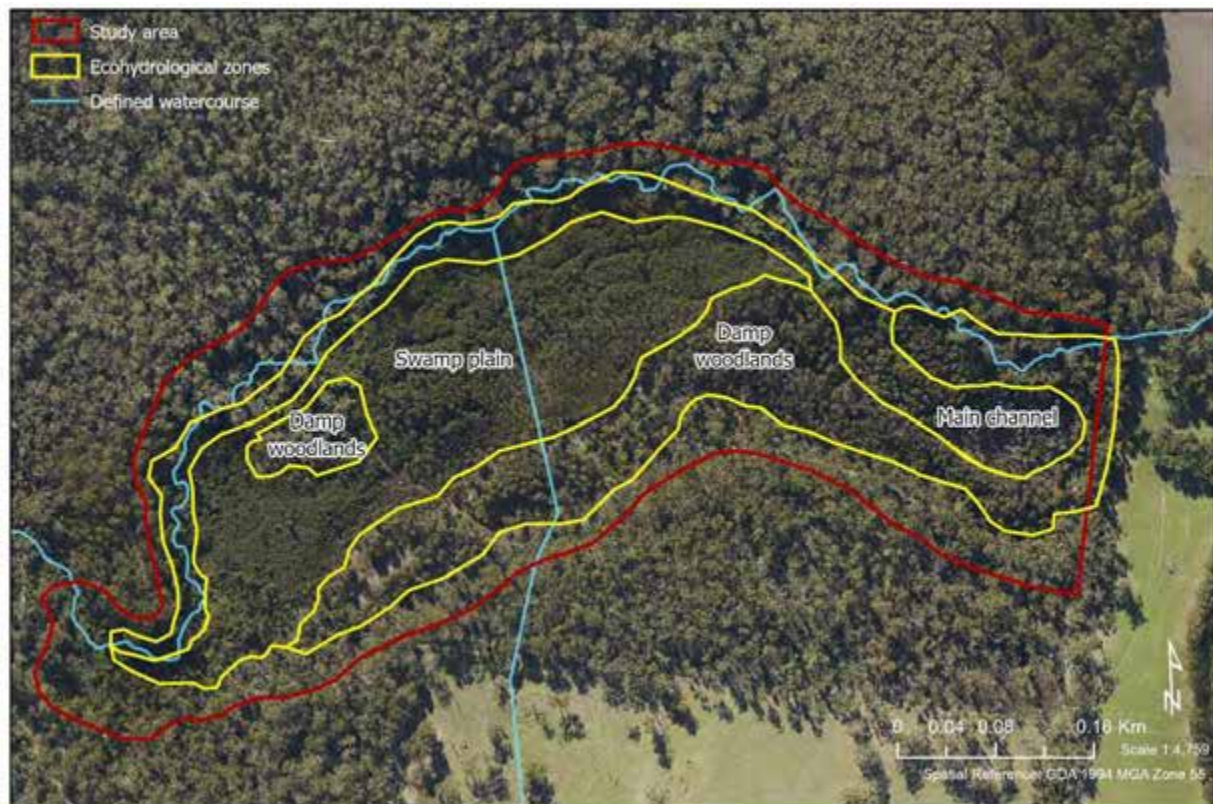 Study area
Ecohydrological zones
Defined watercourse
Swamp plain
Damp
woodlands
Damp
woodlands
Main channel
N
0 0.04 0.08 0.16 Km
Scale 1:4,759
Spatial Reference: GDA 1994 MGA Zone 55